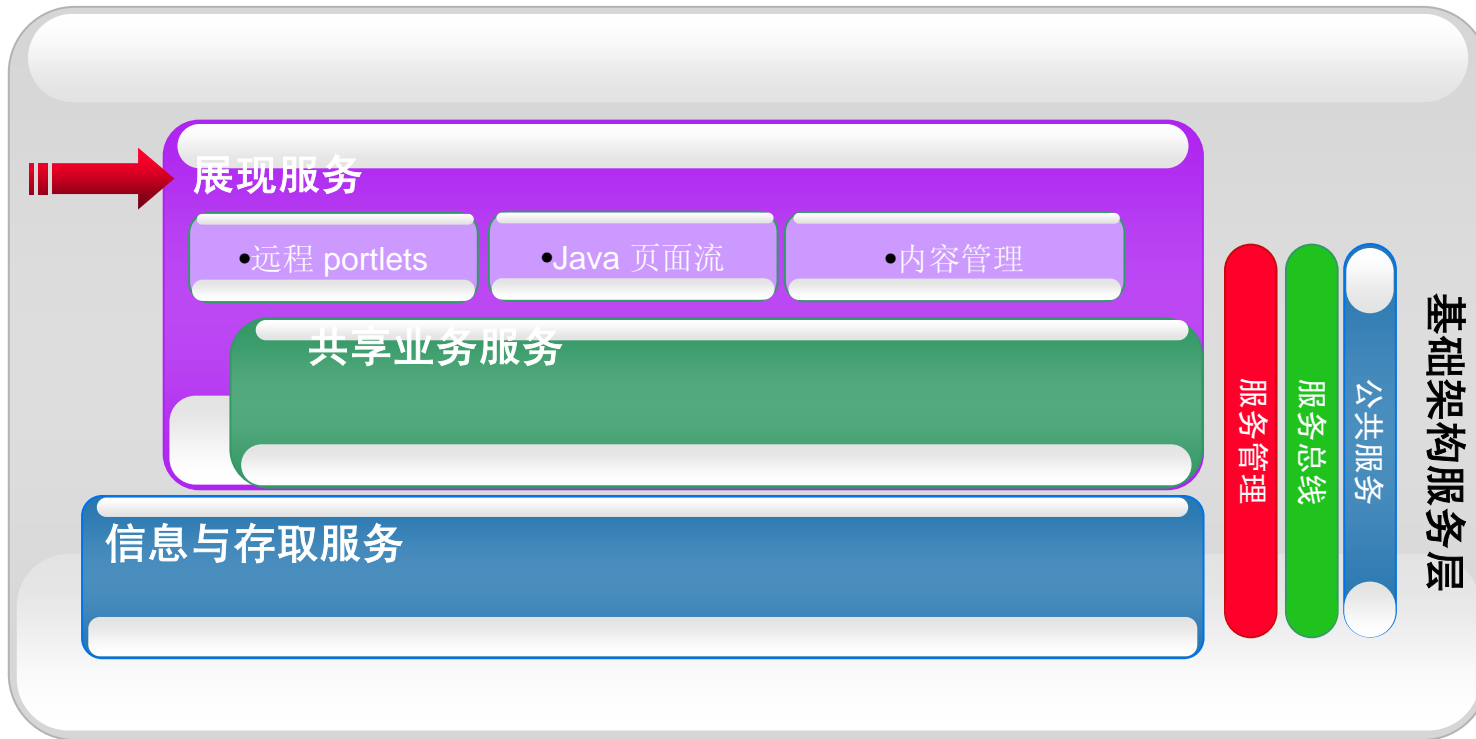 展现服务
•远程 portlets
•Java 页面流
•内容管理
共享业务服务
信息与存取服务
服务管理
服务总线
公共服务
基础架构服务层